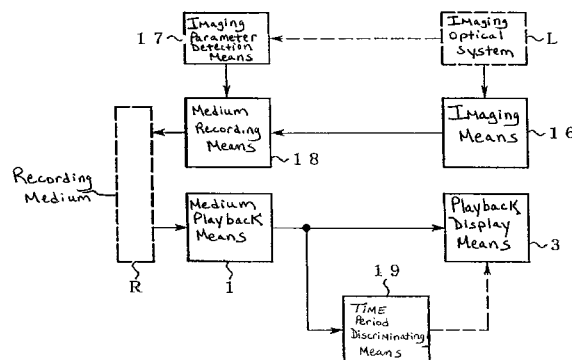 17
Imaging
Parameter
Detection
Means
Imaging
Optical
System
L
Medium
Recording
Means
18
Imaging
Means
16
Recording
Medium
R
Medium
Playback
Means
1
Playback
Display
Means
3
19
TIME
Period
Discriminating
Means